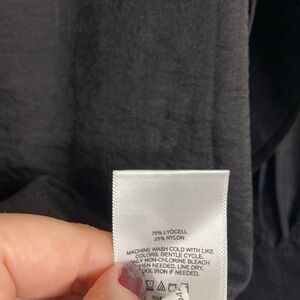 75% LYOCELL
25% NYLON
MACHINE WASH COLD WITH LIKE
COLORS, GENTLE CYCLE.
ONLY NON-CHLORINE BLEACH
WHEN NEEDED, LINE DRY.
COOL IRON IF NEEDED.